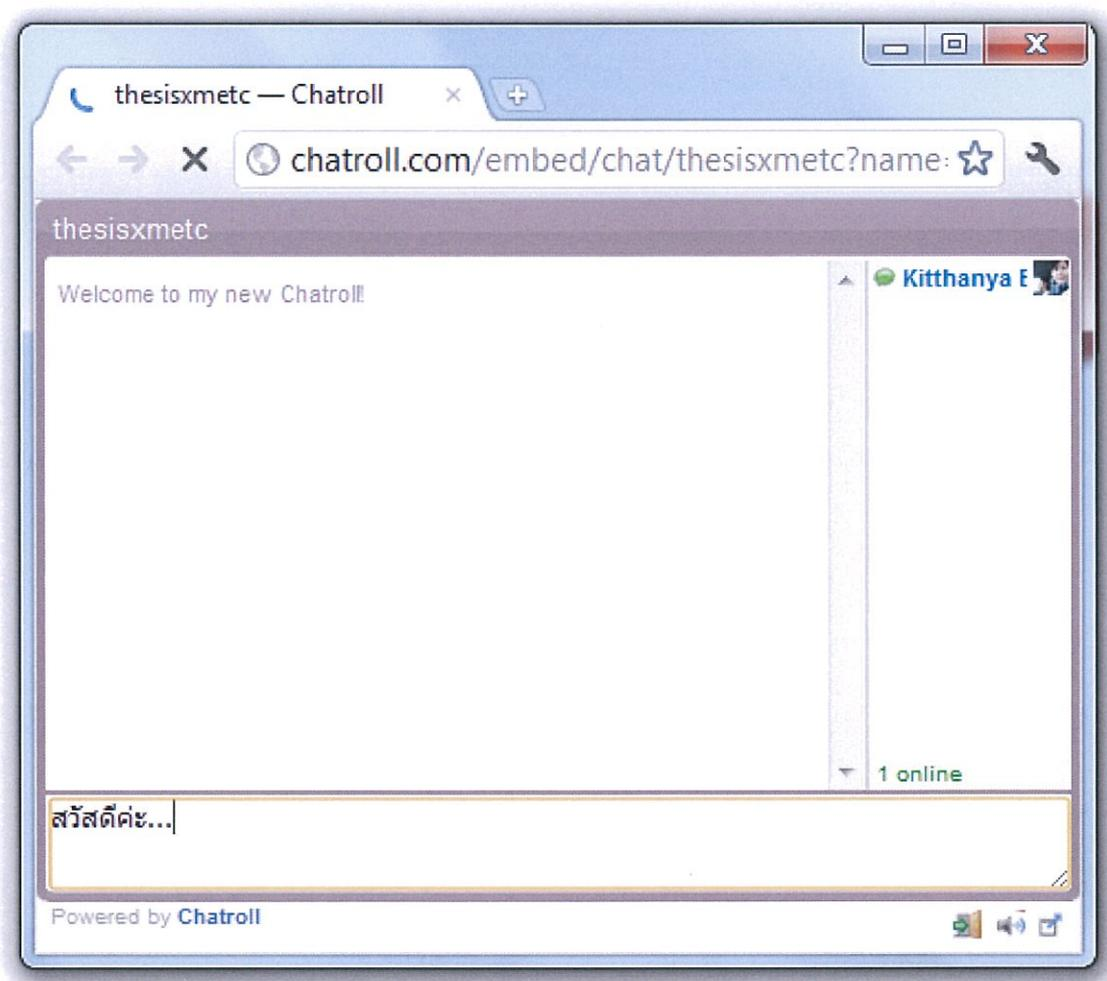 thesisxmetc — Chatroll
chatroll.com/embed/chat/thesisxmetc?name=
thesisxmetc
Welcome to my new Chatroll!
Kitthanya
1 online
สวัสดีค่ะ...
Powered by Chatroll